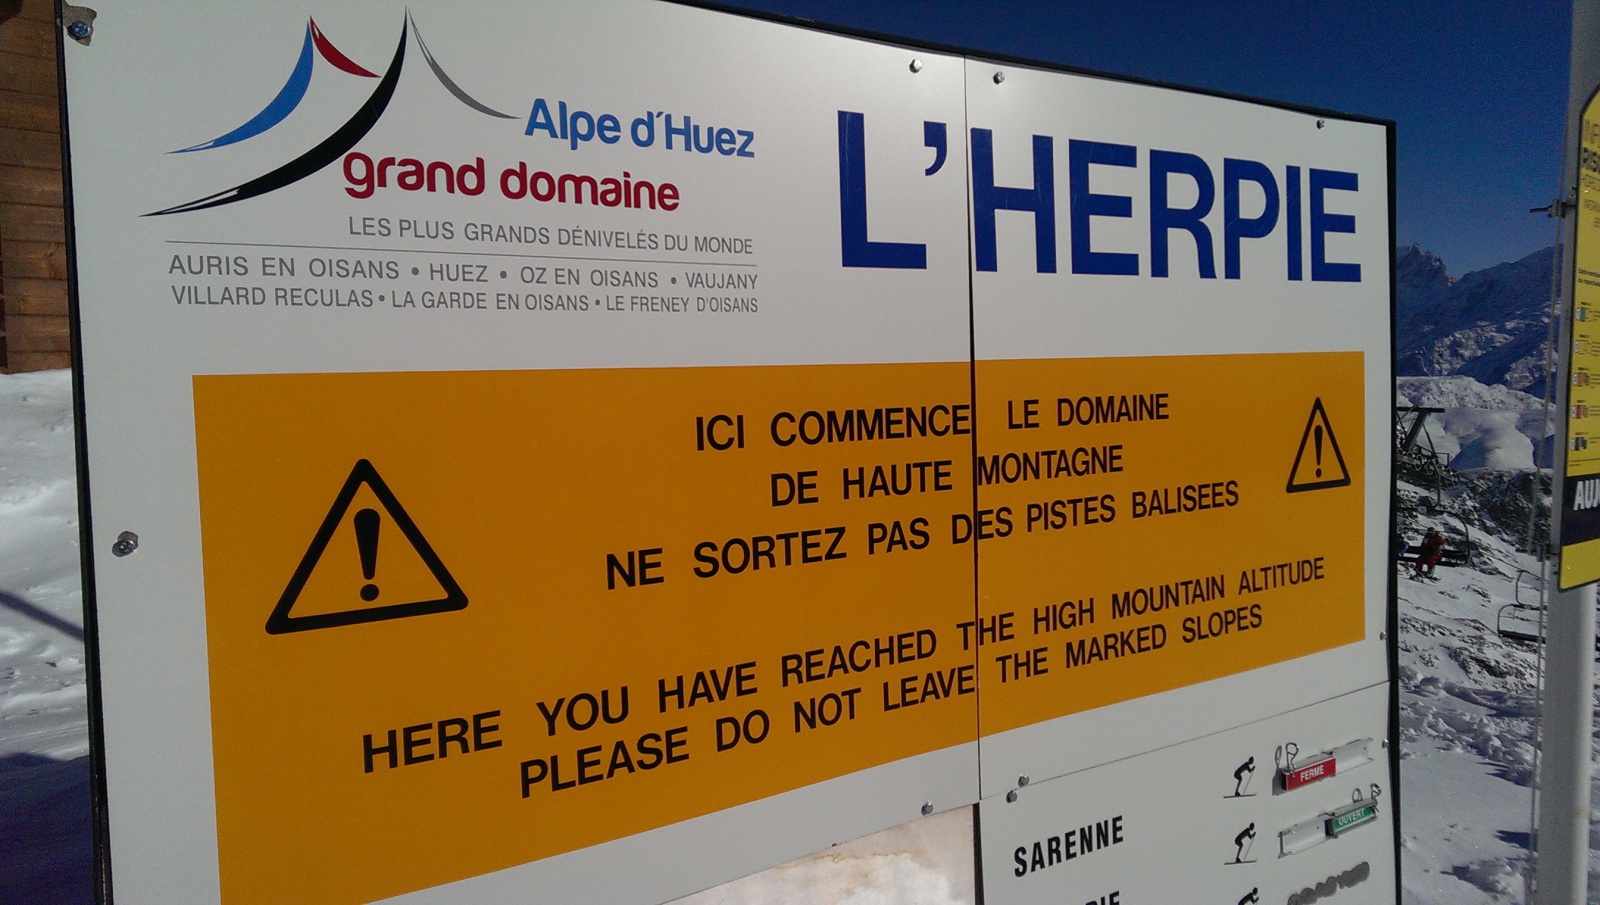 Alpe d'Huez
grand domaine
LES PLUS GRANDS DÉNIVELÉS DU MONDE
AURIS EN OISANS • HUEZ • OZ EN OISANS • VAUJANY
VILLARD RECULAS • LA GARDE EN OISANS • LE FRENEY D'OISANS
L'HERPIE
ICI COMMENCE LE DOMAINE
DE HAUTE MONTAGNE
NE SORTEZ PAS DES PISTES BALISEES
HERE YOU HAVE REACHED THE HIGH MOUNTAIN ALTITUDE
PLEASE DO NOT LEAVE THE MARKED SLOPES
FERMÉ
SARENNE
OUVERT